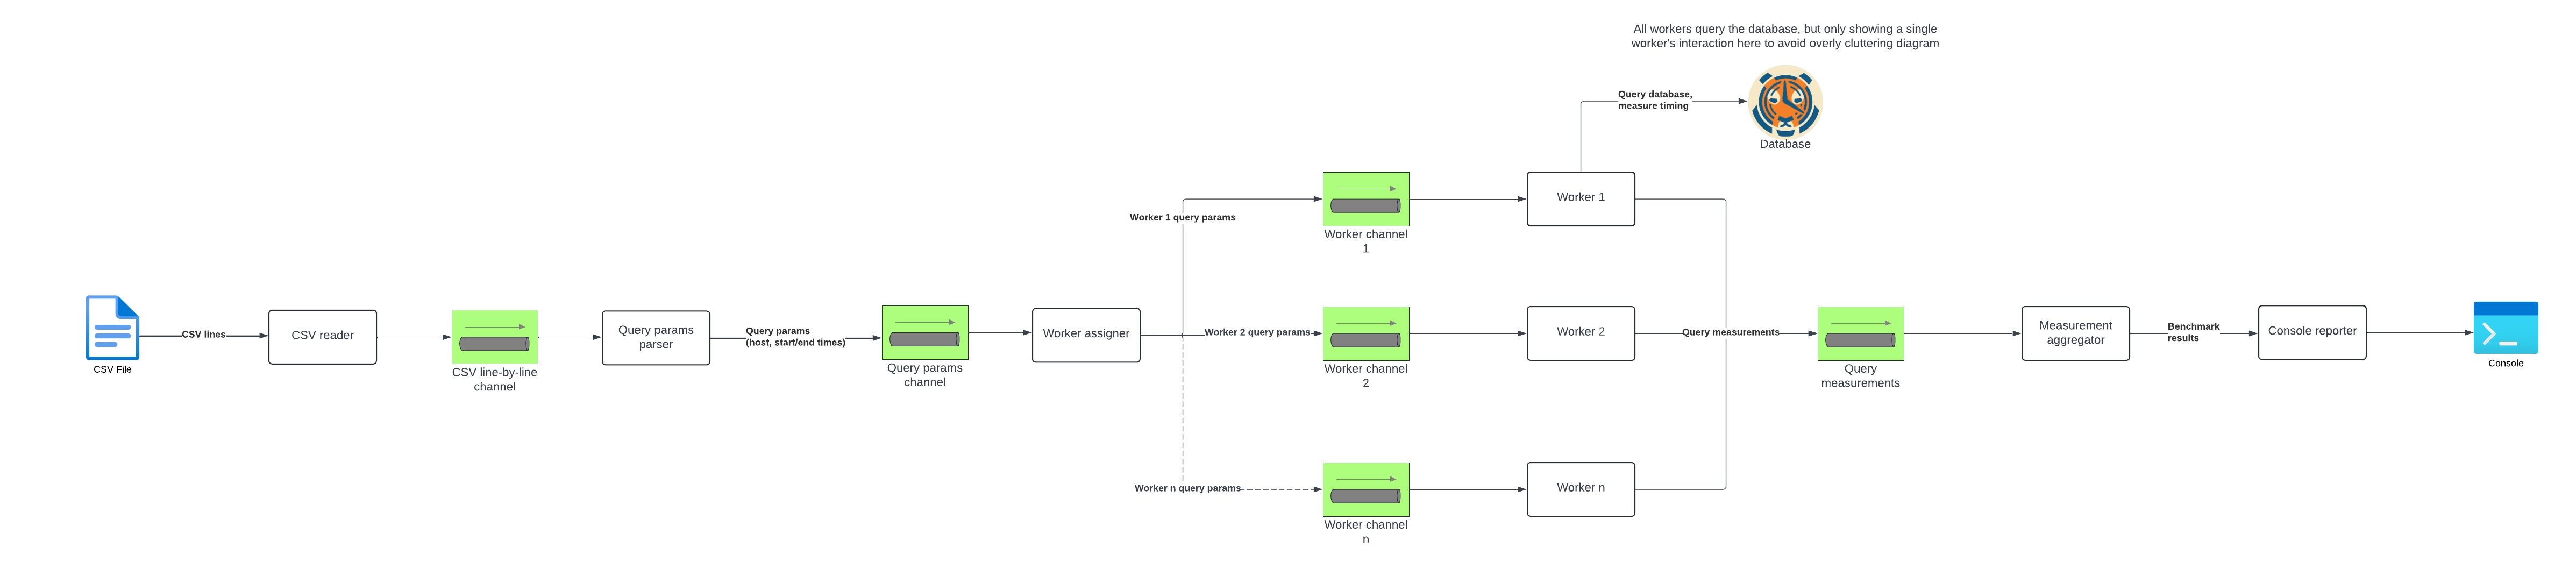 All workers query the database, but only showing a single
worker's interaction here to avoid overly cluttering diagram
Query database,
measure timing
Database
Worker 1
Worker 1 query params
Worker channel
1
CSV lines
CSV File
CSV reader
CSV line-by-line
channel
Query params
parser
Query params
(host, start/end times)
Query params
channel
Worker assigner
Worker 2 query params
Worker channel
2
Worker 2
Query measurements
Query
measurements
Measurement
aggregator
Benchmark
results
Console reporter
Console
Worker n query params
Worker channel
n
Worker n